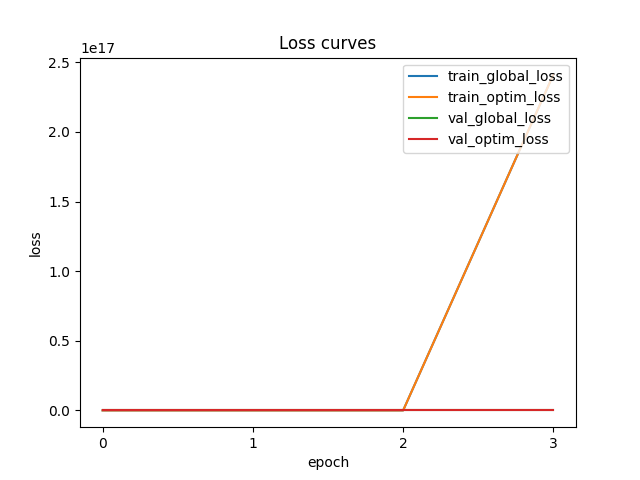 Loss curves
1e17
2.5
2.0
1.5
1.0
0.5
0.0
loss
train_global_loss
train_optim_loss
val_global_loss
val_optim_loss
0 1 2 3
epoch